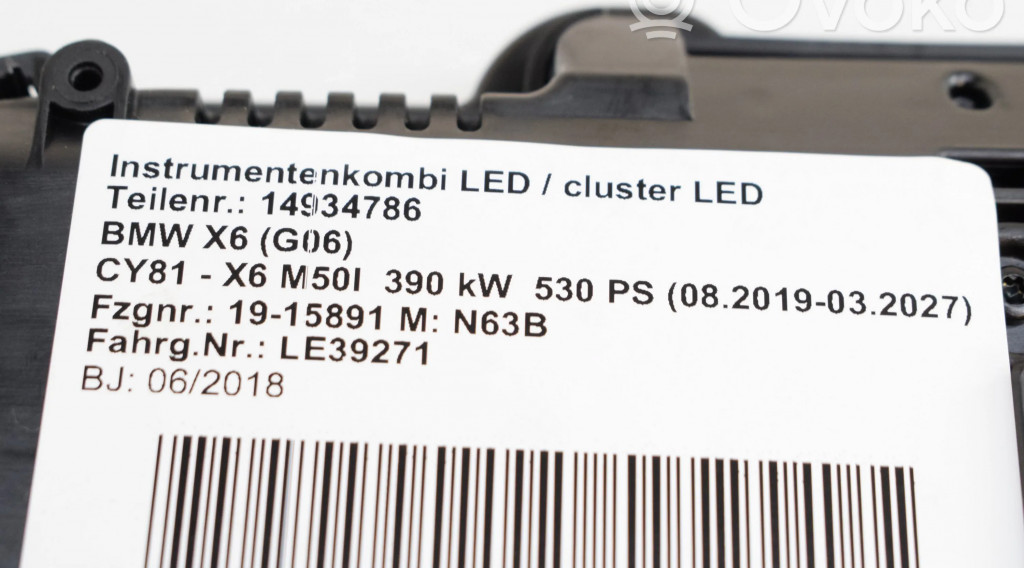 OVOKO
Instrumentenkombi LED / cluster LED
Teilenr.: 14934786
BMW X6 (G06)
CY81 - X6 M50I 390 kW 530 PS (08.2019-03.2027)
Fzgnr.: 19-15891 M: N63B
Fahrg.Nr.: LE39271
BJ: 06/2018